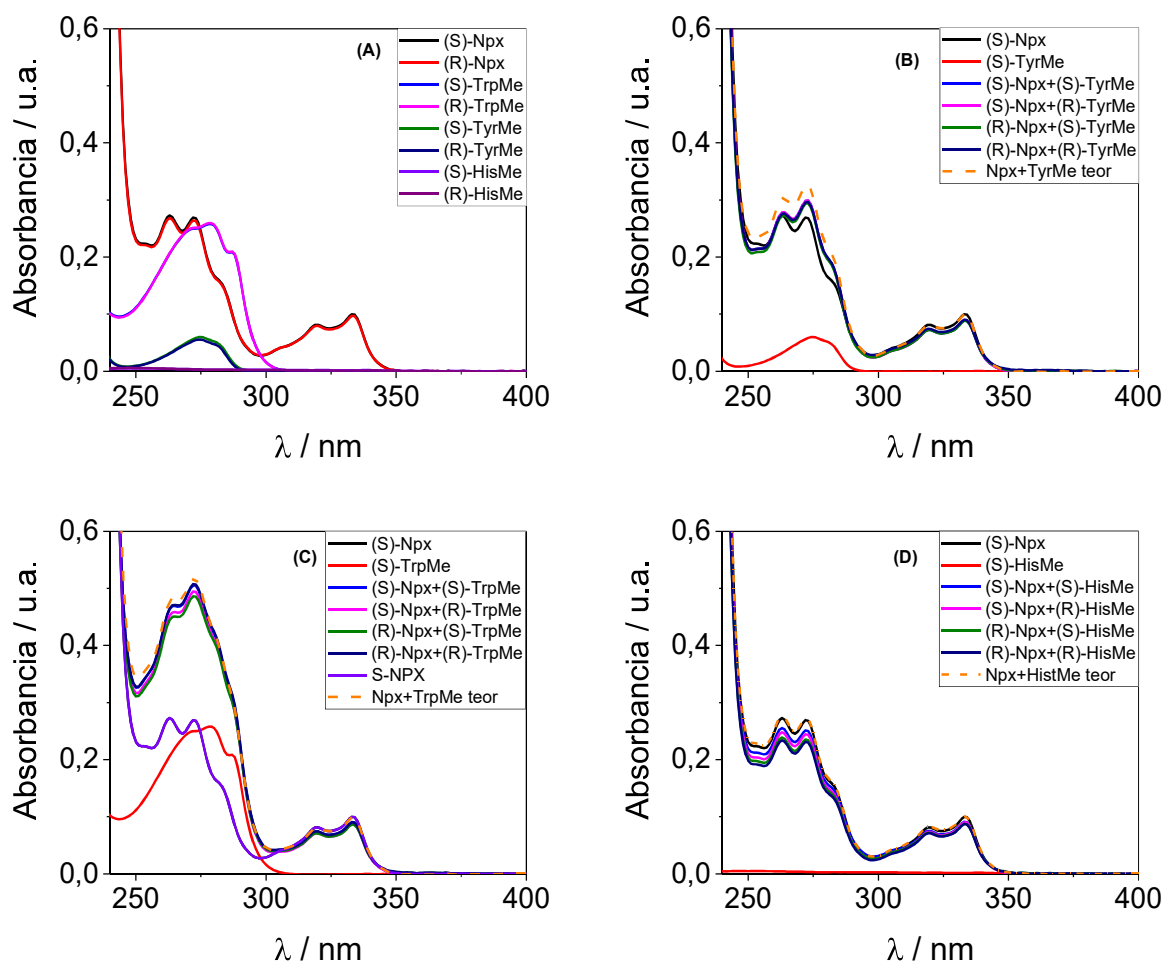 0,6
0,4
0,2
0,0
Absorbancia / u.a.
(A)
(S)-Npx
(R)-Npx
(S)-TrpMe
(R)-TrpMe
(S)-TyrMe
(R)-TyrMe
(S)-HisMe
(R)-HisMe
250 300 350 400
λ / nm
0,6
0,4
0,2
0,0
Absorbancia / u.a.
(B)
(S)-Npx
(S)-TyrMe
(S)-Npx+(S)-TyrMe
(S)-Npx+(R)-TyrMe
(R)-Npx+(S)-TyrMe
(R)-Npx+(R)-TyrMe
Npx+TyrMe teor
250 300 350 400
λ / nm
0,6
0,4
0,2
0,0
Absorbancia / u.a.
(C)
(S)-Npx
(S)-TrpMe
(S)-Npx+(S)-TrpMe
(S)-Npx+(R)-TrpMe
(R)-Npx+(S)-TrpMe
(R)-Npx+(R)-TrpMe
S-NPX
Npx+TrpMe teor
250 300 350 400
λ / nm
0,6
0,4
0,2
0,0
Absorbancia / u.a.
(D)
(S)-Npx
(S)-HisMe
(S)-Npx+(S)-HisMe
(S)-Npx+(R)-HisMe
(R)-Npx+(S)-HisMe
(R)-Npx+(R)-HisMe
Npx+HistMe teor
250 300 350 400
λ / nm